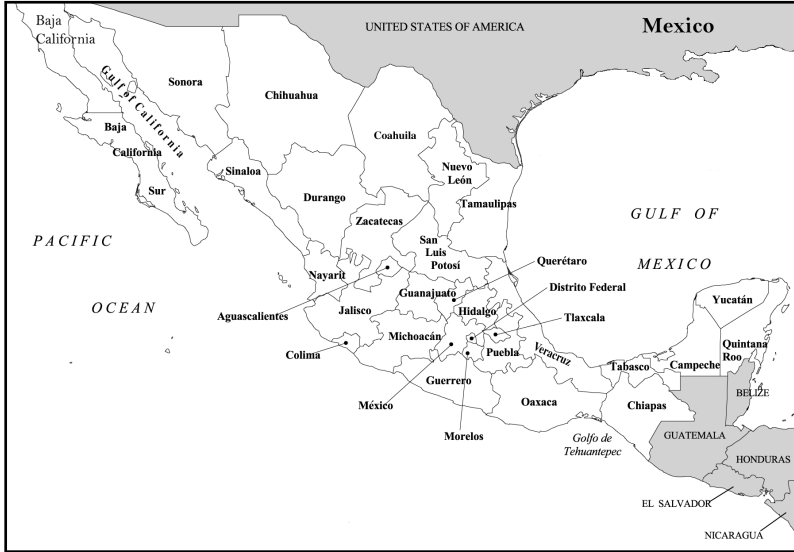 Mexico
UNITED STATES OF AMERICA
Baja
California
Gulf of California
Sonora
Chihuahua
Coahuila
Baja
California
Sur
Sinaloa
Nuevo
León
Durango
Tamaulipas
Zacatecas
San
Luis
Potosí
GULF OF
MEXICO
PACIFIC
OCEAN
Nayarit
Querétaro
Guanajuato
Distrito Federal
Hidalgo
Aguascalientes
Jalisco
Tlaxcala
Michoacán
Colima
Puebla
Veracruz
Yucatán
Quintana
Roo
Tabasco
Campeche
Guerrero
México
Oaxaca
Chiapas
BELIZE
Morelos
Golfo de
Tehuantepec
GUATEMALA
HONDURAS
EL SALVADOR
NICARAGUA